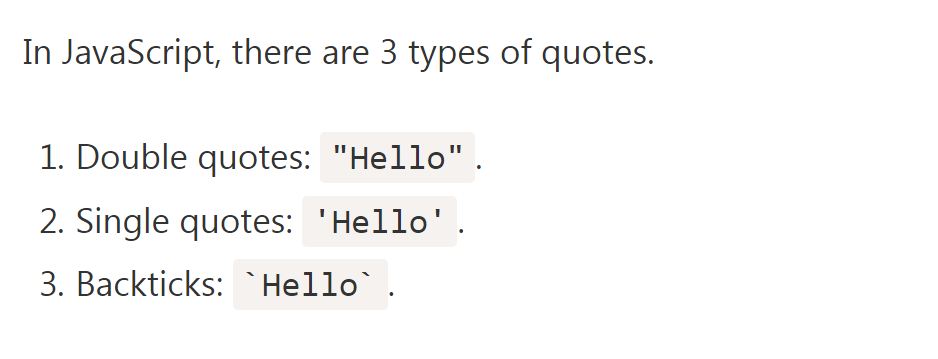 In JavaScript, there are 3 types of quotes.
1. Double quotes: "Hello".
2. Single quotes: 'Hello'.
3. Backticks: `Hello`.